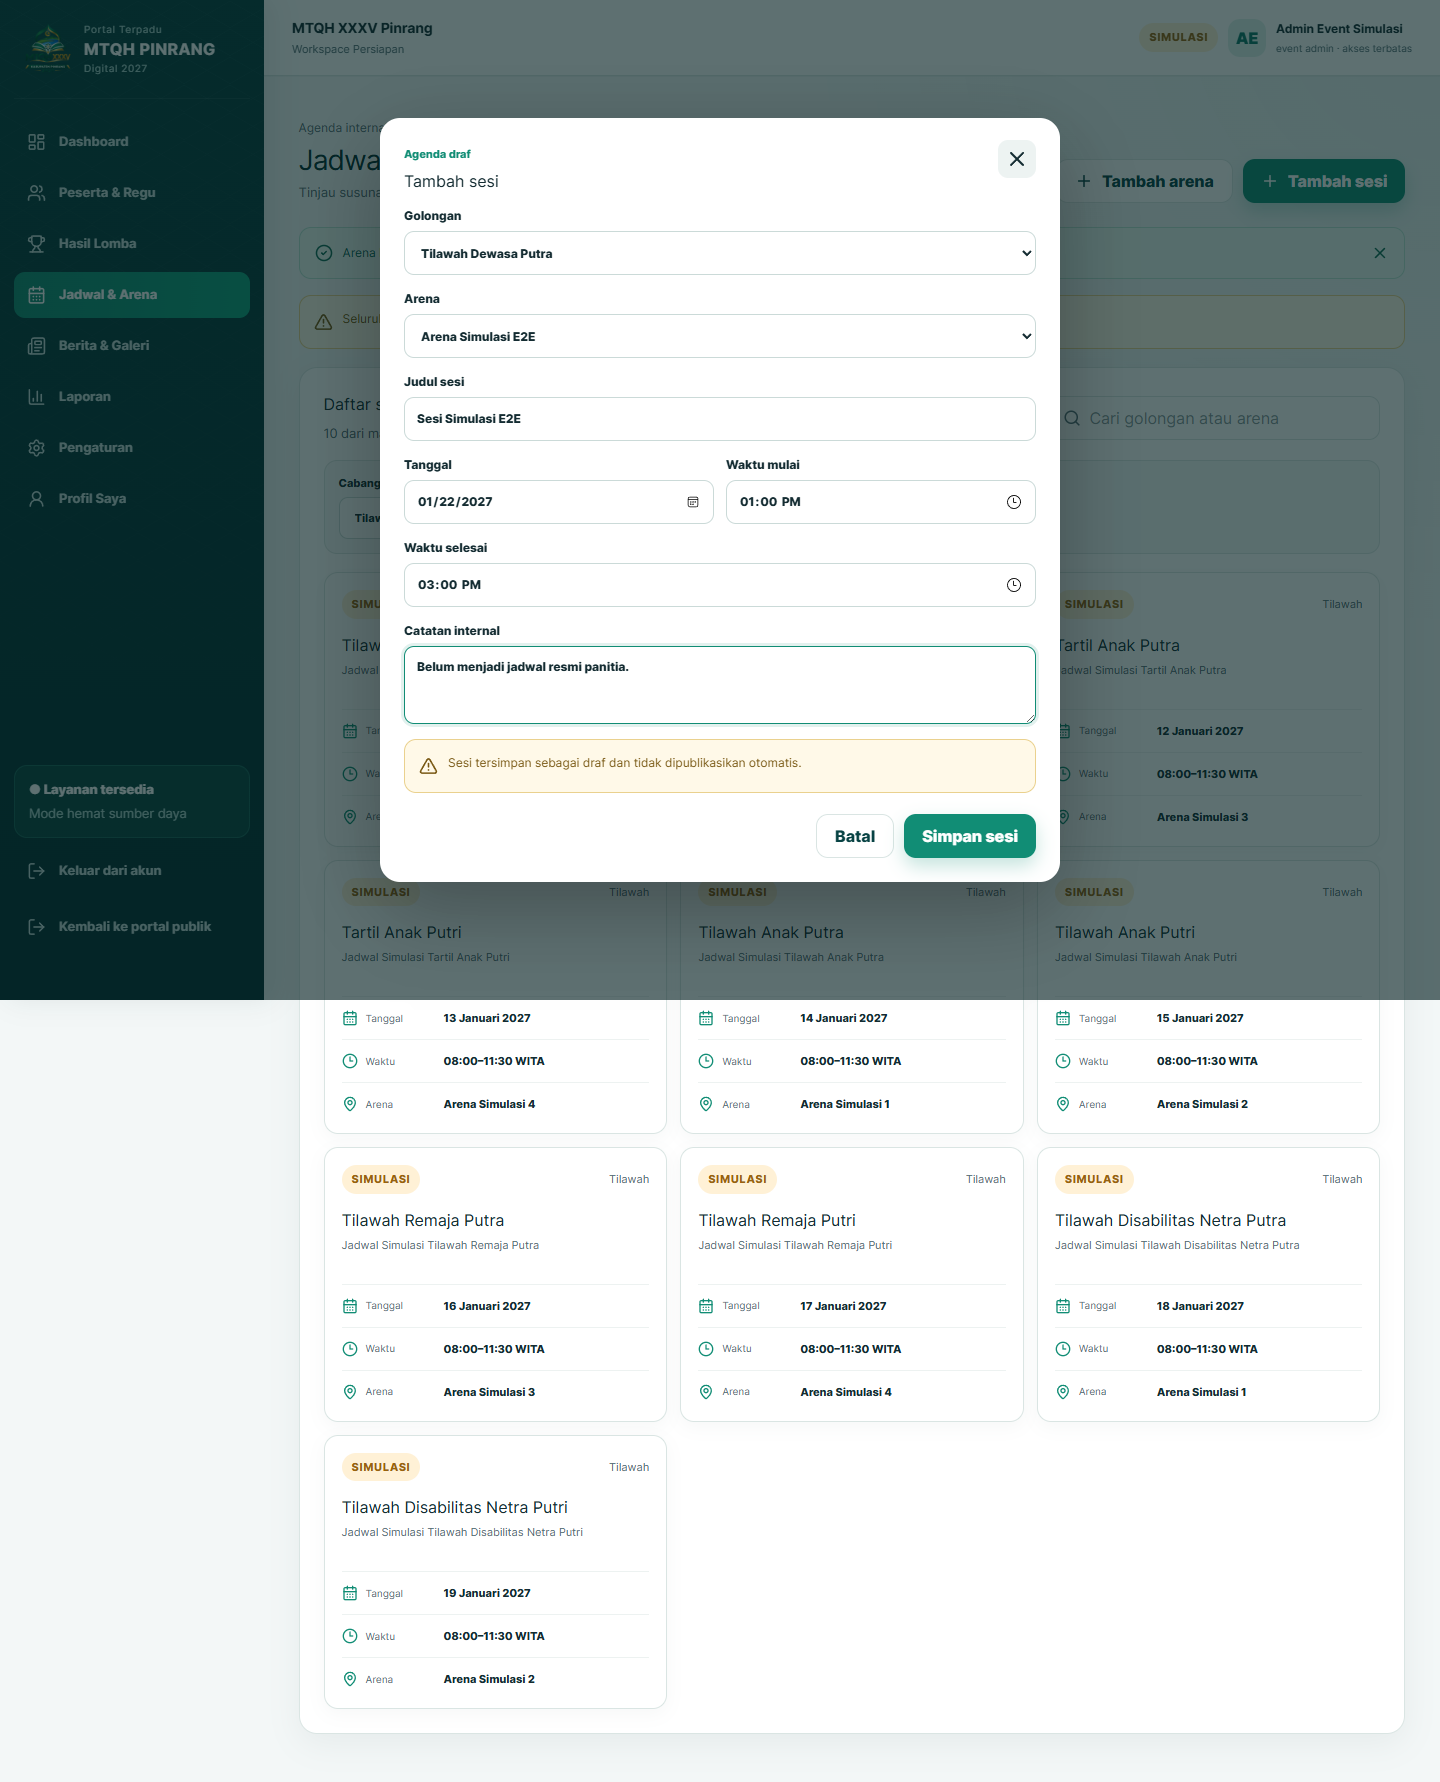 Portal Terpadu
MTQH PINRANG
Digital 2027
Dashboard
Peserta & Regu
Hasil Lomba
Jadwal & Arena
Berita & Galeri
Laporan
Pengaturan
Profil Saya
Layanan tersedia
Mode hemat sumber daya
Keluar dari akun
Kembali ke portal publik
MTQH XXXV Pinrang
Workspace Persiapan
SIMULASI
AE
Admin Event Simulasi
event admin · akses terbatas
Agenda
Tinjau
Tambah arena
Tambah sesi
Arena
Daftar
10 dari
Cari golongan atau arena
Cabang
Agenda draf
Tambah sesi
Golongan
Tilawah Dewasa Putra
Arena
Arena Simulasi E2E
Judul sesi
Sesi Simulasi E2E
Tanggal
Waktu mulai
01/22/2027
01:00 PM
Waktu selesai
03:00 PM
Catatan internal
Belum menjadi jadwal resmi panitia.
Sesi tersimpan sebagai draf dan tidak dipublikasikan otomatis.
Batal
Simpan sesi
SIMULASI
Tilawah
Tartil Anak Putra
Jadwal Simulasi Tartil Anak Putra
Tanggal
12 Januari 2027
Waktu
08:00–11:30 WITA
Arena
Arena Simulasi 3
SIMULASI
Tilawah
Tartil Anak Putri
Jadwal Simulasi Tartil Anak Putri
Tanggal
13 Januari 2027
Waktu
08:00–11:30 WITA
Arena
Arena Simulasi 4
SIMULASI
Tilawah
Tilawah Anak Putra
Jadwal Simulasi Tilawah Anak Putra
Tanggal
14 Januari 2027
Waktu
08:00–11:30 WITA
Arena
Arena Simulasi 1
SIMULASI
Tilawah
Tilawah Anak Putri
Jadwal Simulasi Tilawah Anak Putri
Tanggal
15 Januari 2027
Waktu
08:00–11:30 WITA
Arena
Arena Simulasi 2
SIMULASI
Tilawah
Tilawah Remaja Putra
Jadwal Simulasi Tilawah Remaja Putra
Tanggal
16 Januari 2027
Waktu
08:00–11:30 WITA
Arena
Arena Simulasi 3
SIMULASI
Tilawah
Tilawah Remaja Putri
Jadwal Simulasi Tilawah Remaja Putri
Tanggal
17 Januari 2027
Waktu
08:00–11:30 WITA
Arena
Arena Simulasi 4
SIMULASI
Tilawah
Tilawah Disabilitas Netra Putra
Jadwal Simulasi Tilawah Disabilitas Netra Putra
Tanggal
18 Januari 2027
Waktu
08:00–11:30 WITA
Arena
Arena Simulasi 1
SIMULASI
Tilawah
Tilawah Disabilitas Netra Putri
Jadwal Simulasi Tilawah Disabilitas Netra Putri
Tanggal
19 Januari 2027
Waktu
08:00–11:30 WITA
Arena
Arena Simulasi 2